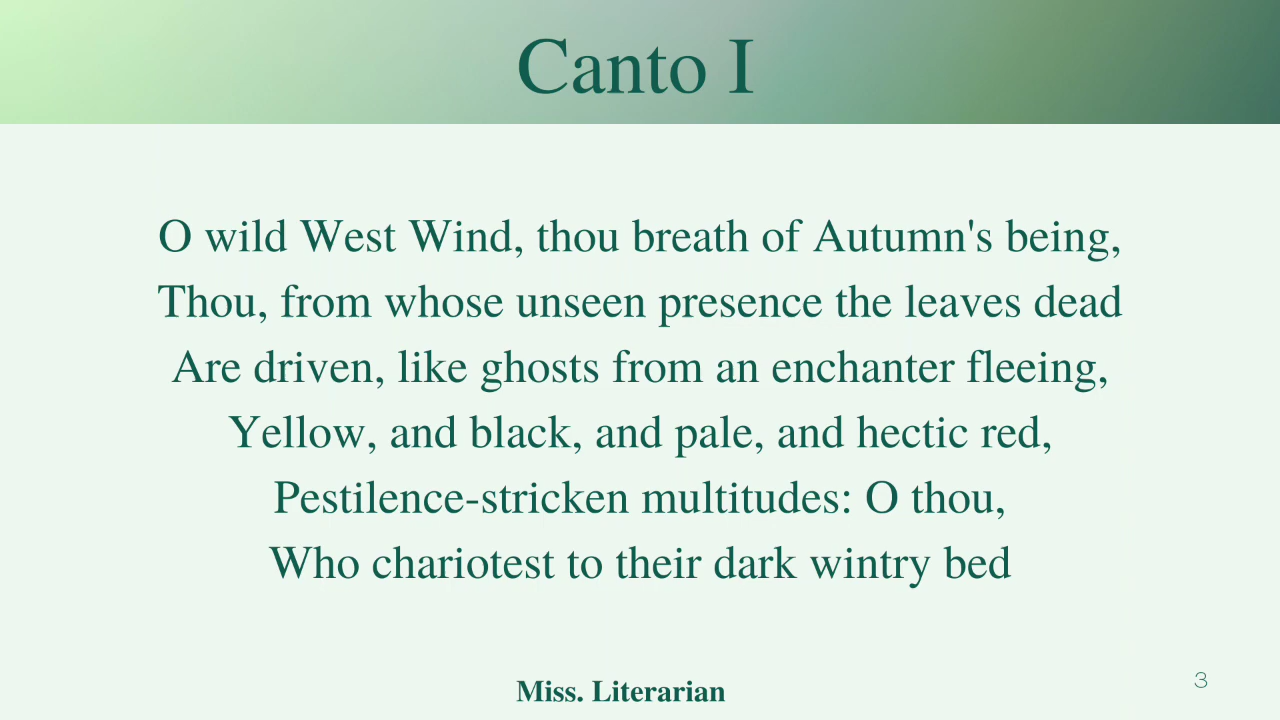 Canto I
O wild West Wind, thou breath of Autumn's being,
Thou, from whose unseen presence the leaves dead
Are driven, like ghosts from an enchanter fleeing,
Yellow, and black, and pale, and hectic red,
Pestilence-stricken multitudes: O thou,
Who chariotest to their dark wintry bed
Miss. Literarian
3